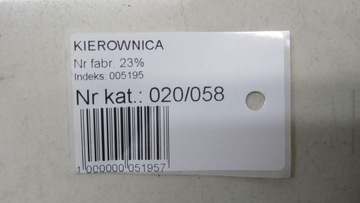 KIEROWNICA
Nr fabr. 23%
Indeks: 005195
Nr kat.: 020/058
1 000000 051957